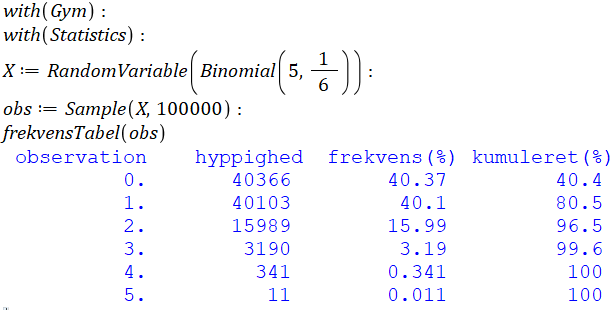 with(Gym) :
with(Statistics) :
X := RandomVariable(Binomial(5, 1/6)) :
obs := Sample(X, 100000) :
frekvensTabel(obs)
observation hyppighed frekvens(%) kumuleret(%)
0. 40366 40.37 40.4
1. 40103 40.1 80.5
2. 15989 15.99 96.5
3. 3190 3.19 99.6
4. 341 0.341 100
5. 11 0.011 100